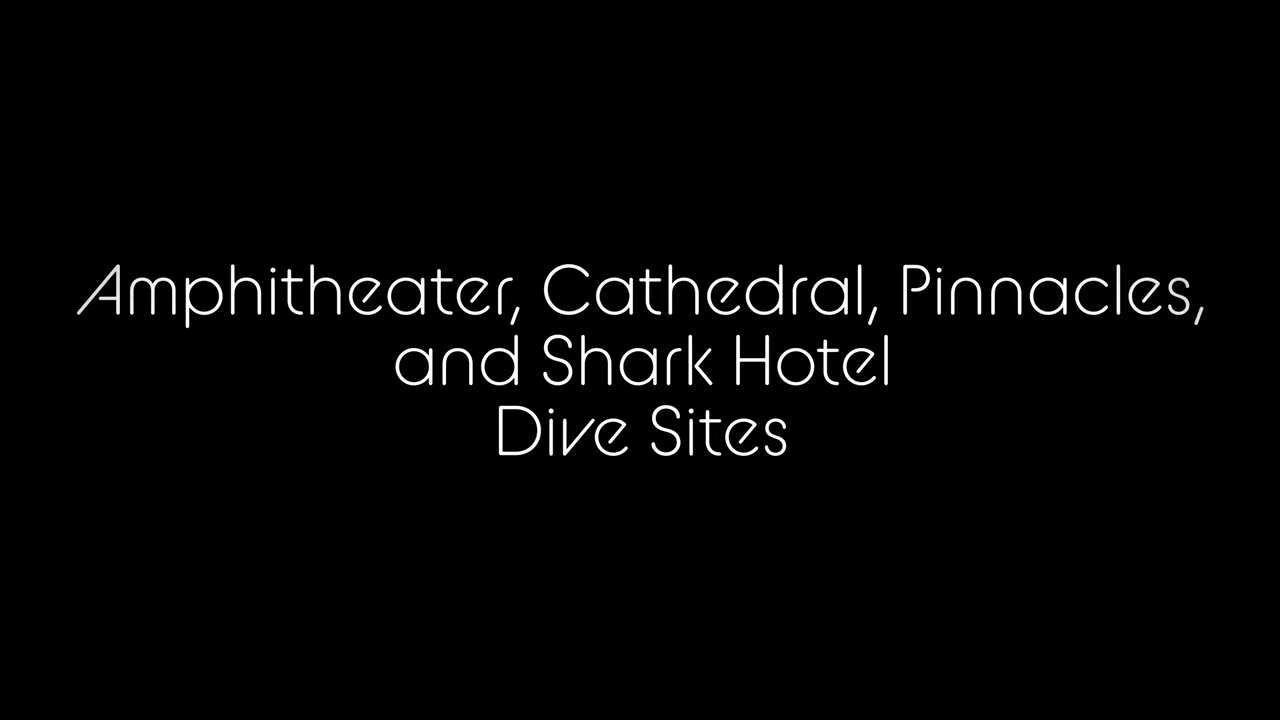 Amphitheater, Cathedral, Pinnacles,
and Shark Hotel
Dive Sites